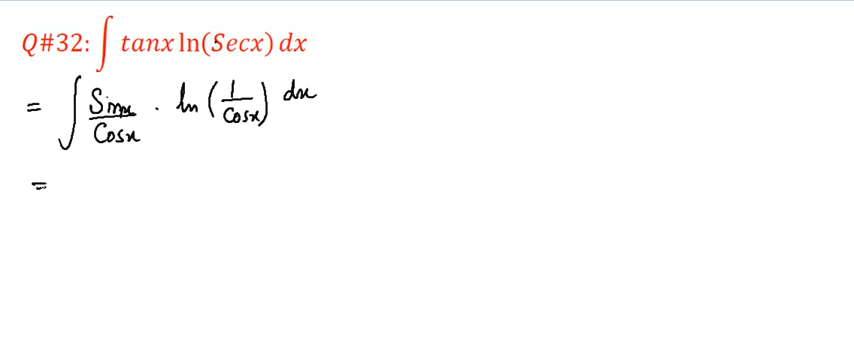 Q#32: ∫ tanx ln(Secx) dx
= ∫ Sinx/Cosx · ln (1/Cosx) dx
=